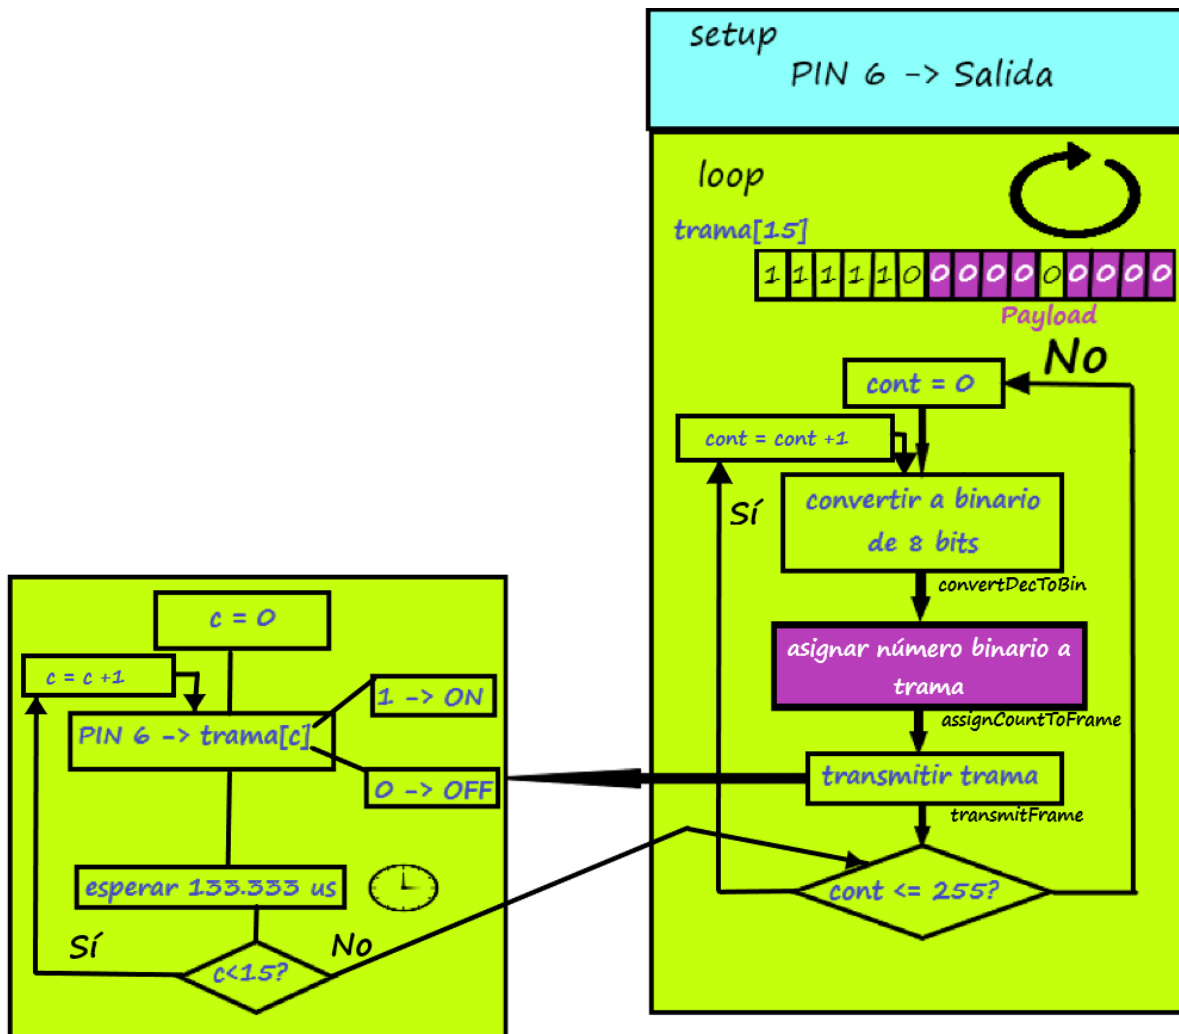 setup
PIN 6 -> Salida
loop
trama[15]
1 1 1 1 1 0 0 0 0 0 0 0 0 0 0
Payload
No
cont = 0
cont = cont +1
Sí
convertir a binario
de 8 bits
convertDecToBin
asignar número binario a
trama
assignCountToFrame
transmitir trama
transmitFrame
cont <= 255?
c = 0
c = c +1
1 -> ON
PIN 6 -> trama[c]
0 -> OFF
esperar 133.333 us
Sí
No
c<15?